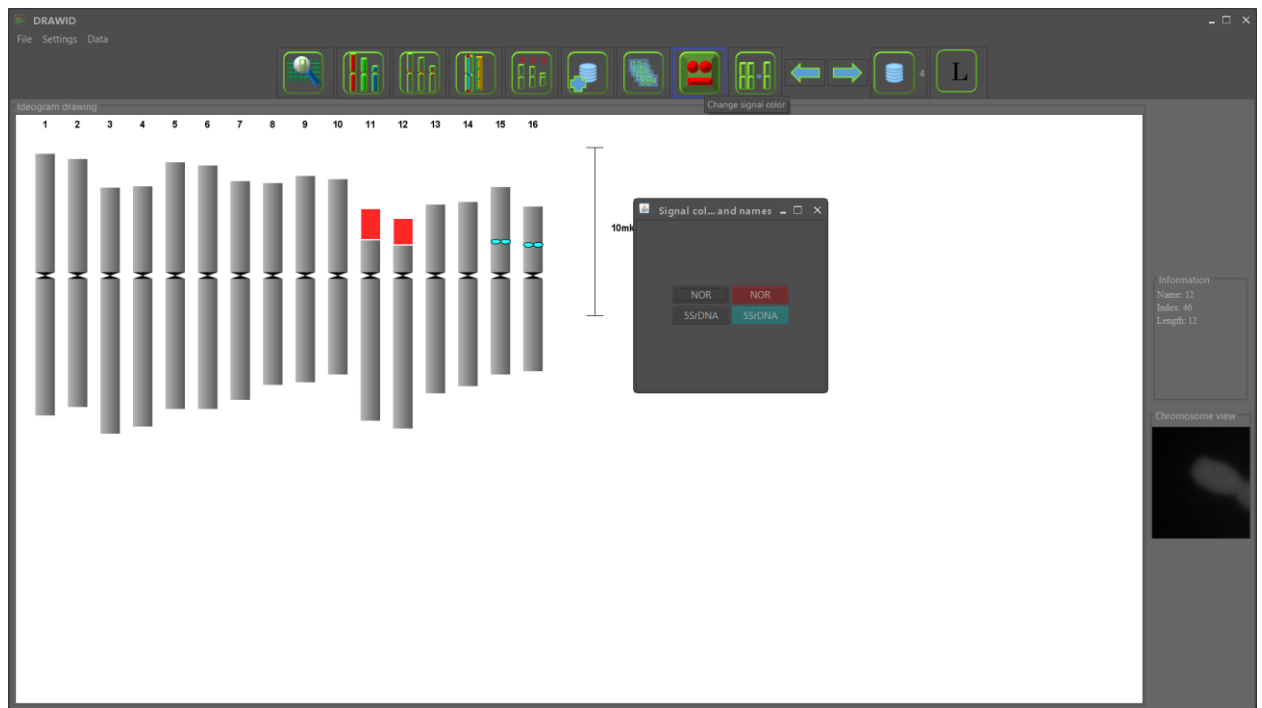 DRAWID
File Settings Data
4
L
Change signal color
Ideogram drawing
1 2 3 4 5 6 7 8 9 10 11 12 13 14 15 16
Signal col...and names
10mk
NOR NOR
5SrDNA 5SrDNA
Information
Name: 12
Index: 46
Length: 12
Chromosome view